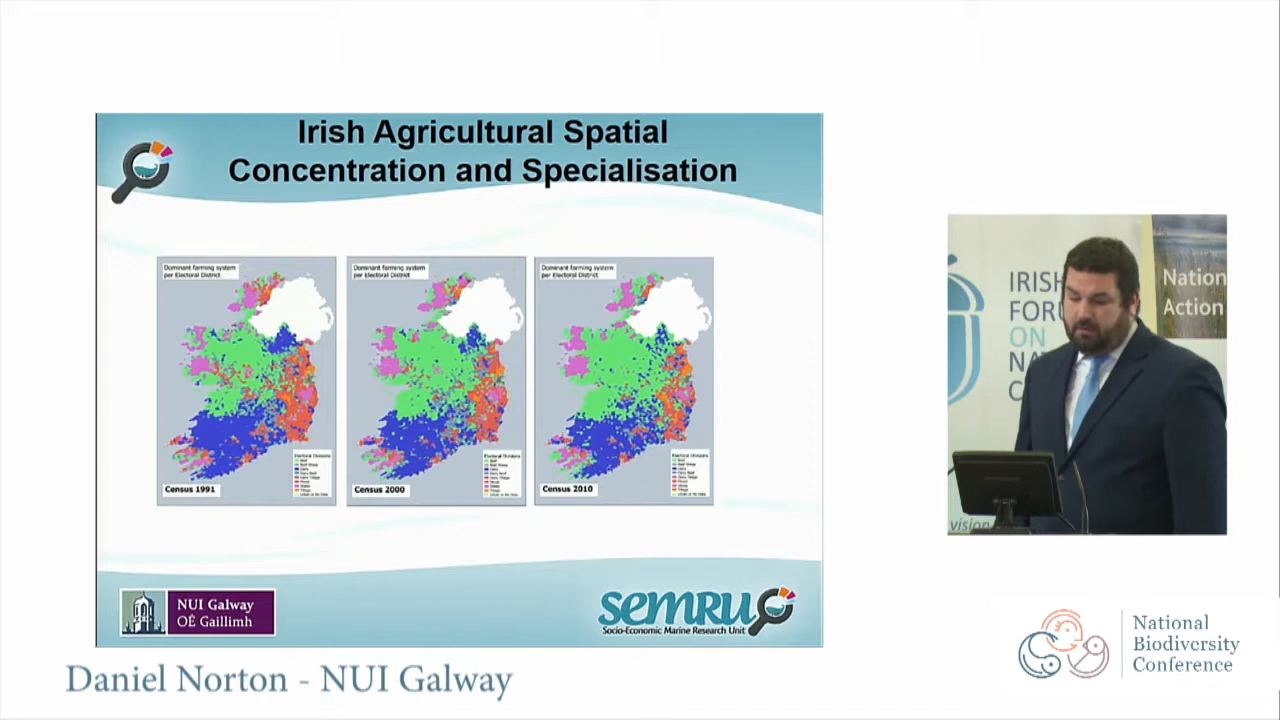 Irish Agricultural Spatial
Concentration and Specialisation
Dominant farming system
per Electoral District
Census 1991
Dominant farming system
per Electoral District
Census 2000
Dominant farming system
per Electoral District
Census 2010
NUI Galway
OÉ Gaillimh
semru
Socio-Economic Marine Research Unit
IRISH
FORU
ON
NA
C
vision
Nation
Action
Daniel Norton - NUI Galway
National
Biodiversity
Conference